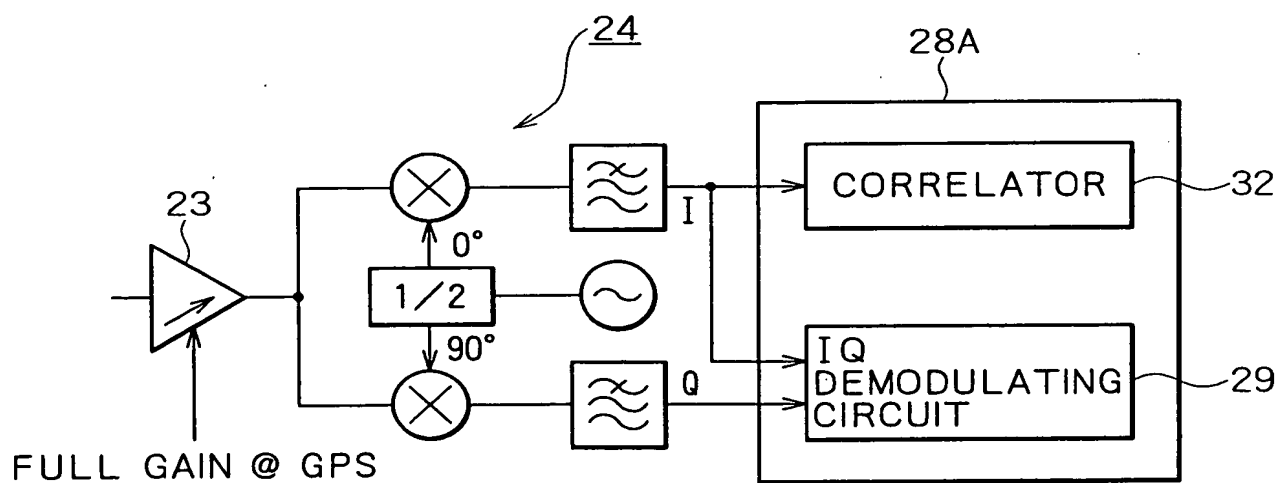 24
28A
23
0°
1/2
90°
I
Q
CORRELATOR
32
IQ
DEMODULATING
CIRCUIT
29
FULL GAIN @ GPS